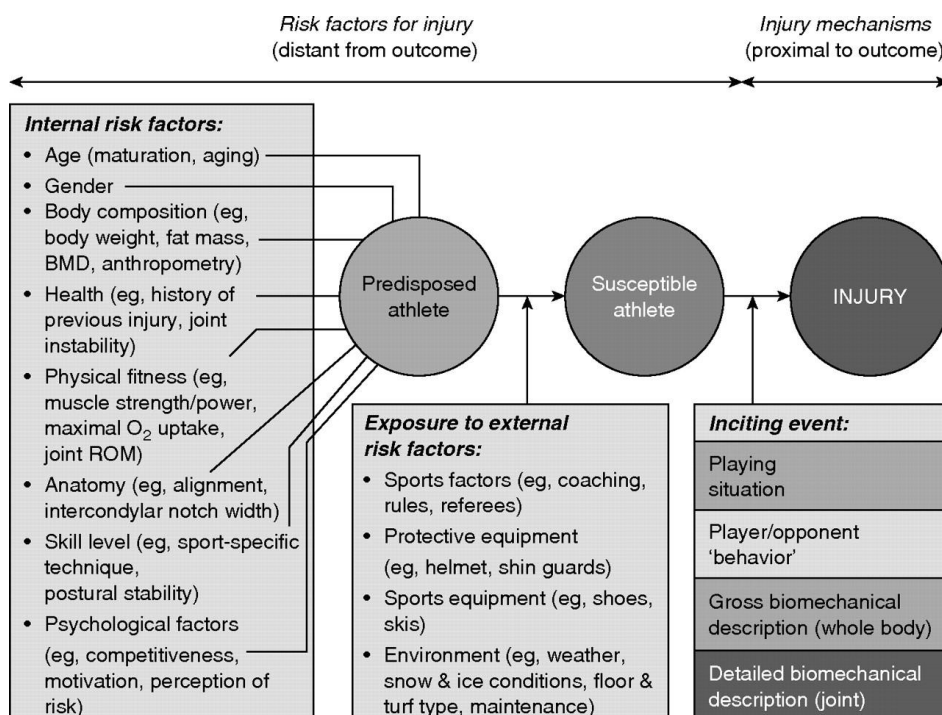 Risk factors for injury
(distant from outcome)
Injury mechanisms
(proximal to outcome)
Internal risk factors:
• Age (maturation, aging)
• Gender
• Body composition (eg,
body weight, fat mass,
BMD, anthropometry)
• Health (eg, history of
previous injury, joint
instability)
• Physical fitness (eg,
muscle strength/power,
maximal O₂ uptake,
joint ROM)
• Anatomy (eg, alignment,
intercondylar notch width)
• Skill level (eg, sport-specific
technique,
postural stability)
• Psychological factors
(eg, competitiveness,
motivation, perception of
risk)
Predisposed
athlete
Susceptible
athlete
INJURY
Exposure to external
risk factors:
• Sports factors (eg, coaching,
rules, referees)
• Protective equipment
(eg, helmet, shin guards)
• Sports equipment (eg, shoes,
skis)
• Environment (eg, weather,
snow & ice conditions, floor &
turf type, maintenance)
Inciting event:
Playing
situation
Player/opponent
‘behavior’
Gross biomechanical
description (whole body)
Detailed biomechanical
description (joint)